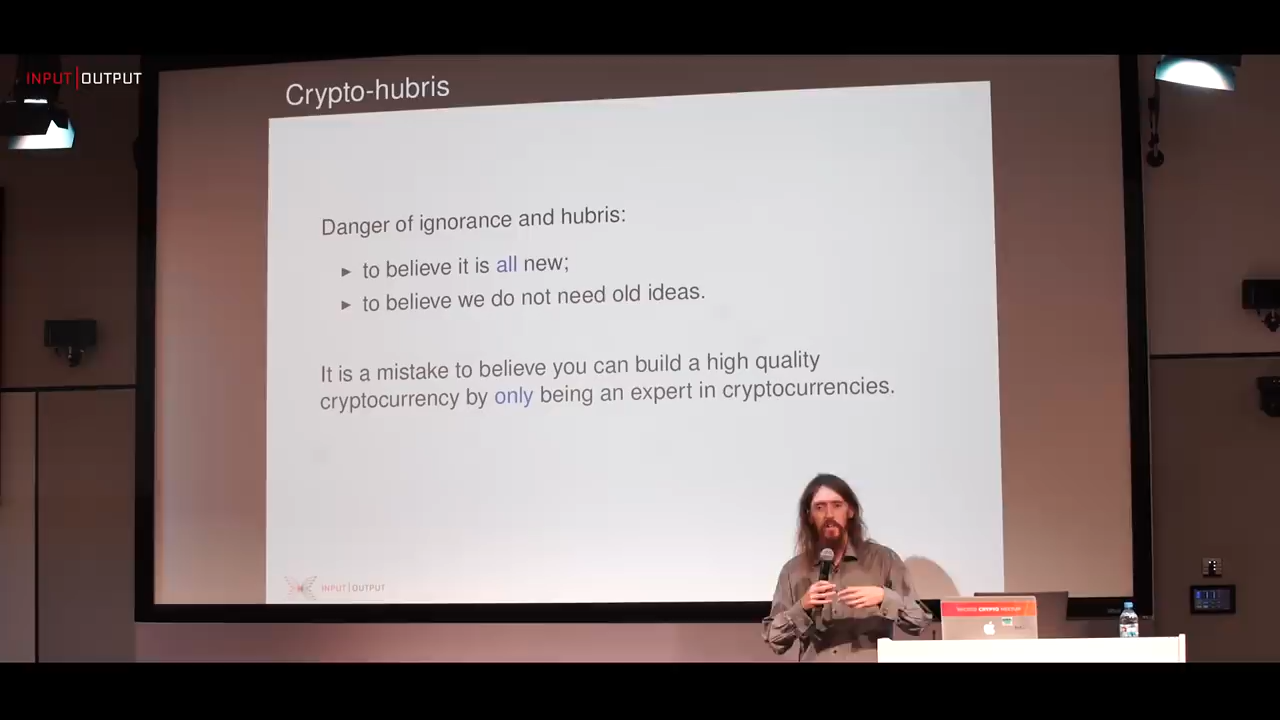 INPUT|OUTPUT
Crypto-hubris
Danger of ignorance and hubris:
▸ to believe it is all new;
▸ to believe we do not need old ideas.
It is a mistake to believe you can build a high quality
cryptocurrency by only being an expert in cryptocurrencies.
INPUT|OUTPUT